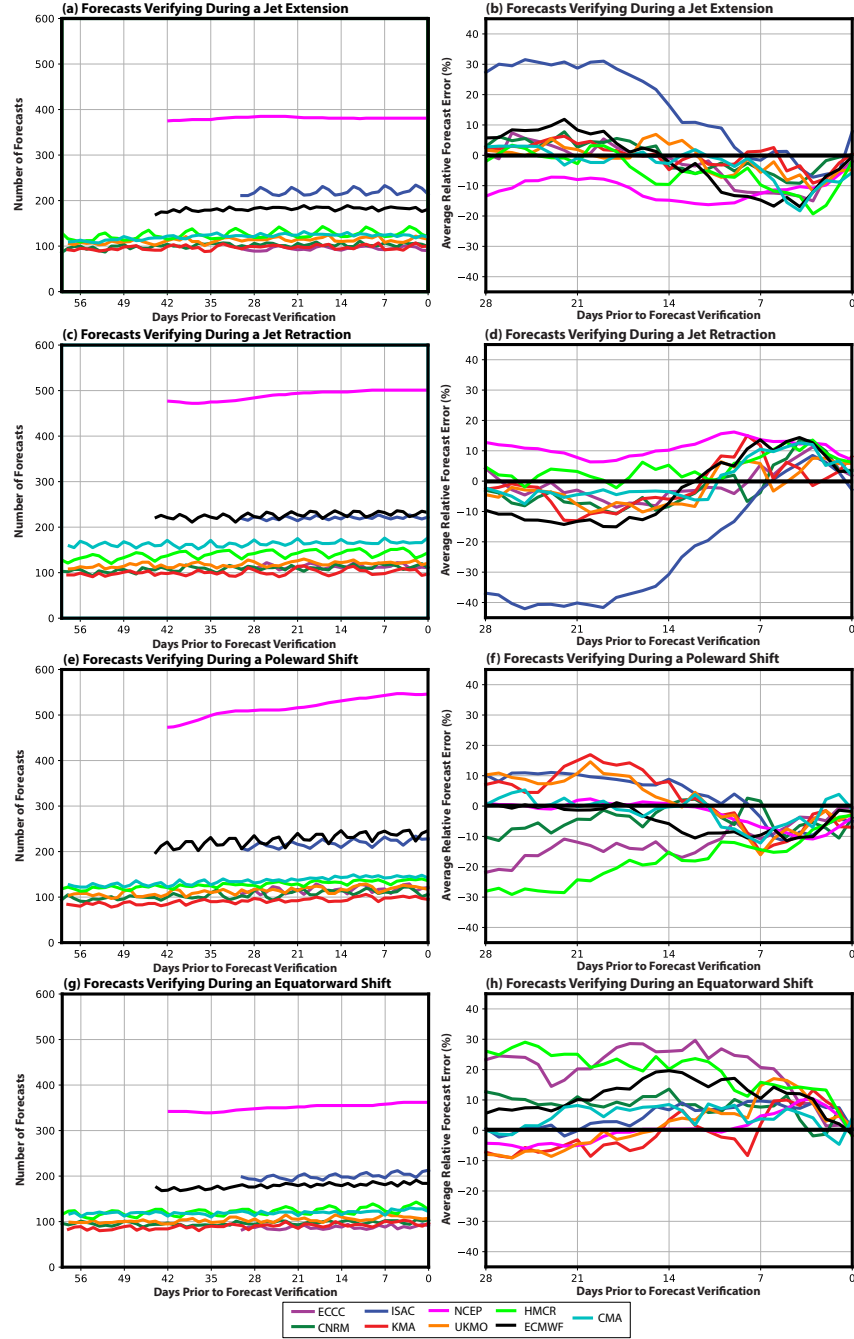 (a) Forecasts Verifying During a Jet Extension
600
500
400
300
200
100
0
Number of Forecasts
56 49 42 35 28 21 14 7 0
Days Prior to Forecast Verification
(b) Forecasts Verifying During a Jet Extension
40
30
20
10
0
−10
−20
−30
−40
Average Relative Forecast Error (%)
28 21 14 7 0
Days Prior to Forecast Verification
(c) Forecasts Verifying During a Jet Retraction
600
500
400
300
200
100
0
Number of Forecasts
56 49 42 35 28 21 14 7 0
Days Prior to Forecast Verification
(d) Forecasts Verifying During a Jet Retraction
40
30
20
10
0
−10
−20
−30
−40
Average Relative Forecast Error (%)
28 21 14 7 0
Days Prior to Forecast Verification
(e) Forecasts Verifying During a Poleward Shift
600
500
400
300
200
100
0
Number of Forecasts
56 49 42 35 28 21 14 7 0
Days Prior to Forecast Verification
(f) Forecasts Verifying During a Poleward Shift
40
30
20
10
0
−10
−20
−30
−40
Average Relative Forecast Error (%)
28 21 14 7 0
Days Prior to Forecast Verification
(g) Forecasts Verifying During an Equatorward Shift
600
500
400
300
200
100
0
Number of Forecasts
56 49 42 35 28 21 14 7 0
Days Prior to Forecast Verification
(h) Forecasts Verifying During an Equatorward Shift
40
30
20
10
0
−10
−20
−30
−40
Average Relative Forecast Error (%)
28 21 14 7 0
Days Prior to Forecast Verification
ECCC ISAC NCEP HMCR CMA
CNRM KMA UKMO ECMWF